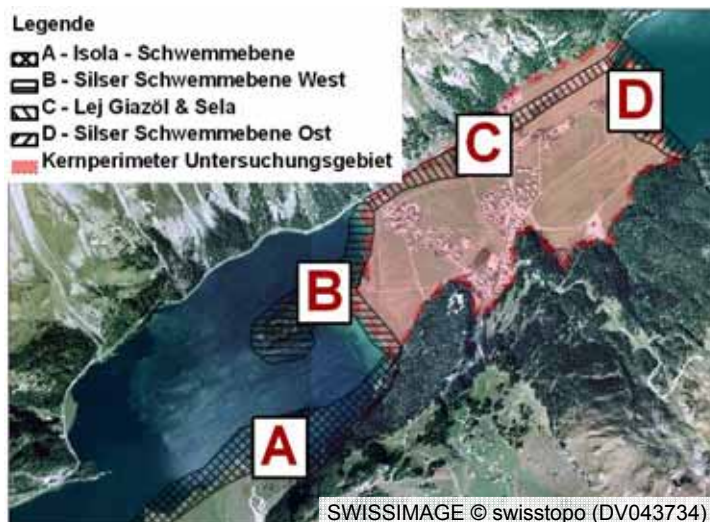 Legende
A - Isola - Schwemmebene
B - Silser Schwemmebene West
C - Lej Giazöl & Sela
D - Silser Schwemmebene Ost
Kernperimeter Untersuchungsgebiet
D
C
B
A
SWISSIMAGE © swisstopo (DV043734)